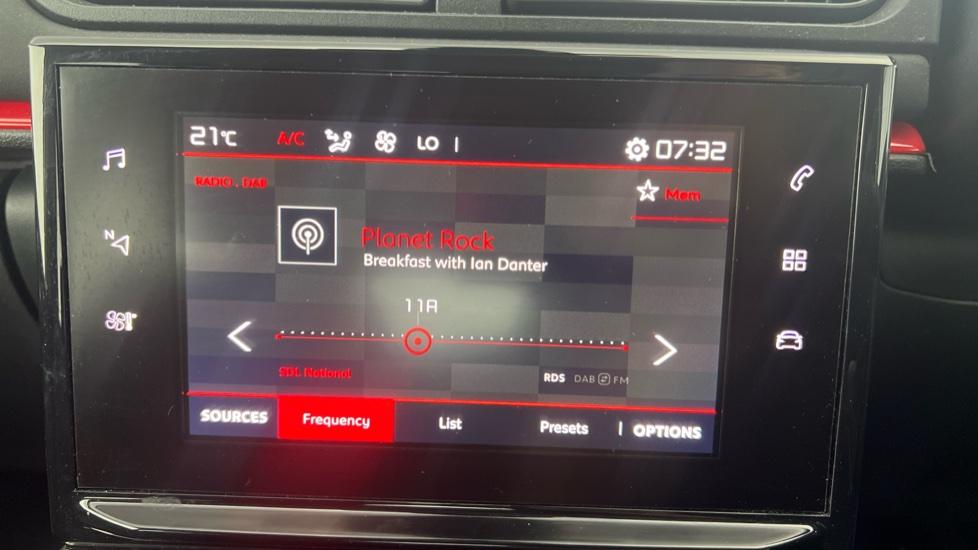 21°C A/C LO 07:32
RADIO . DAB
Mem
N
Planet Rock
Breakfast with Ian Danter
11A
SDL National
RDS DAB FM
SOURCES Frequency List Presets OPTIONS